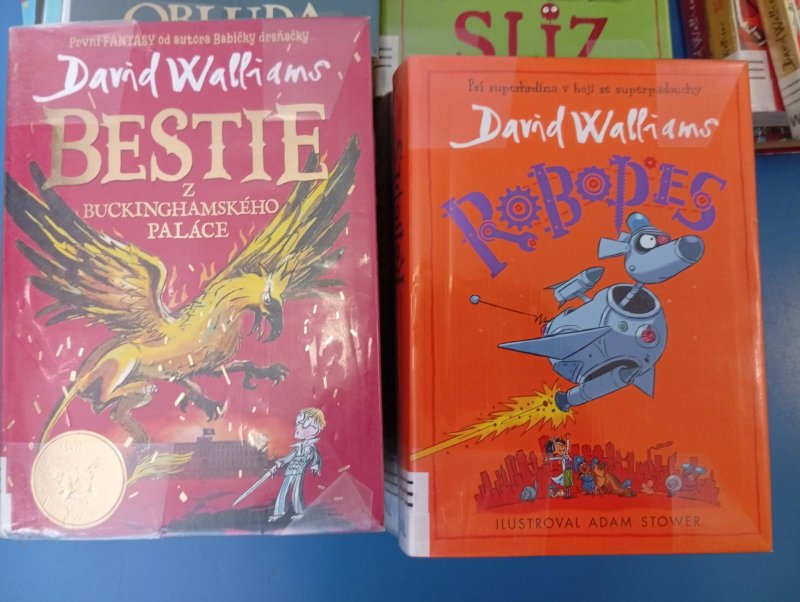 OBLUDA
SLIZ
První FANTASY od autora Babičky drsňačky
David Walliams
BESTIE
Z
BUCKINGHAMSKÉHO
PALÁCE
Psí superhrdina v boji se superpadouchy
David Walliams
ROBOPES
ILUSTROVAL ADAM STOWER